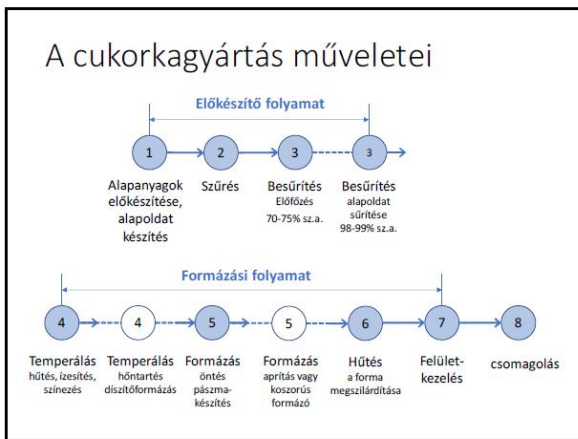 A cukorkagyártás műveletei
Előkészítő folyamat
1
2
3
3
Alapanyagok
előkészítése,
alapoldat
készítés
Szűrés
Besűrítés
Előfőzés
70-75% sz.a.
Besűrítés
alapoldat
sűrítése
98-99% sz.a.
Formázási folyamat
4
4
5
5
6
7
8
Temperálás
hűtés, ízesítés,
színezés
Temperálás
hőntartés
díszítőformázás
Formázás
öntés
pászma-
készítés
Formázás
aprítás vagy
koszorús
formázó
Hűtés
a forma
megszilárdítása
Felület-
kezelés
csomagolás